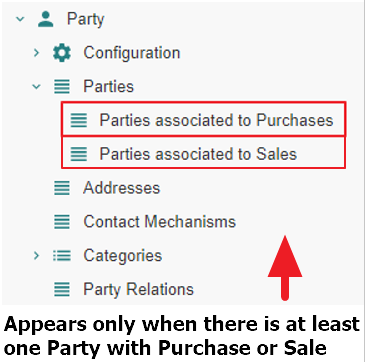 Party
Configuration
Parties
Parties associated to Purchases
Parties associated to Sales
Addresses
Contact Mechanisms
Categories
Party Relations
Appears only when there is at least
one Party with Purchase or Sale